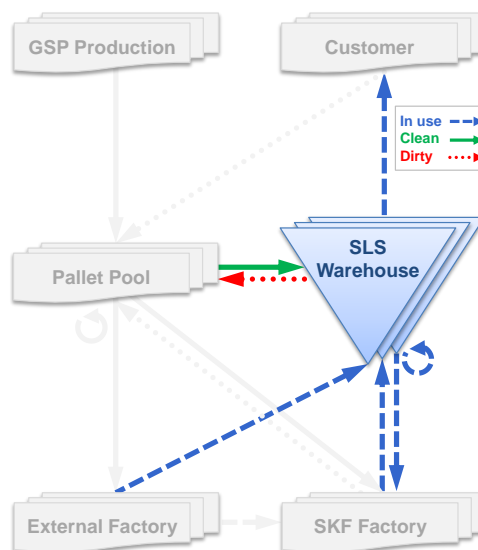 GSP Production
Customer
In use
Clean
Dirty
SLS
Warehouse
Pallet Pool
External Factory
SKF Factory